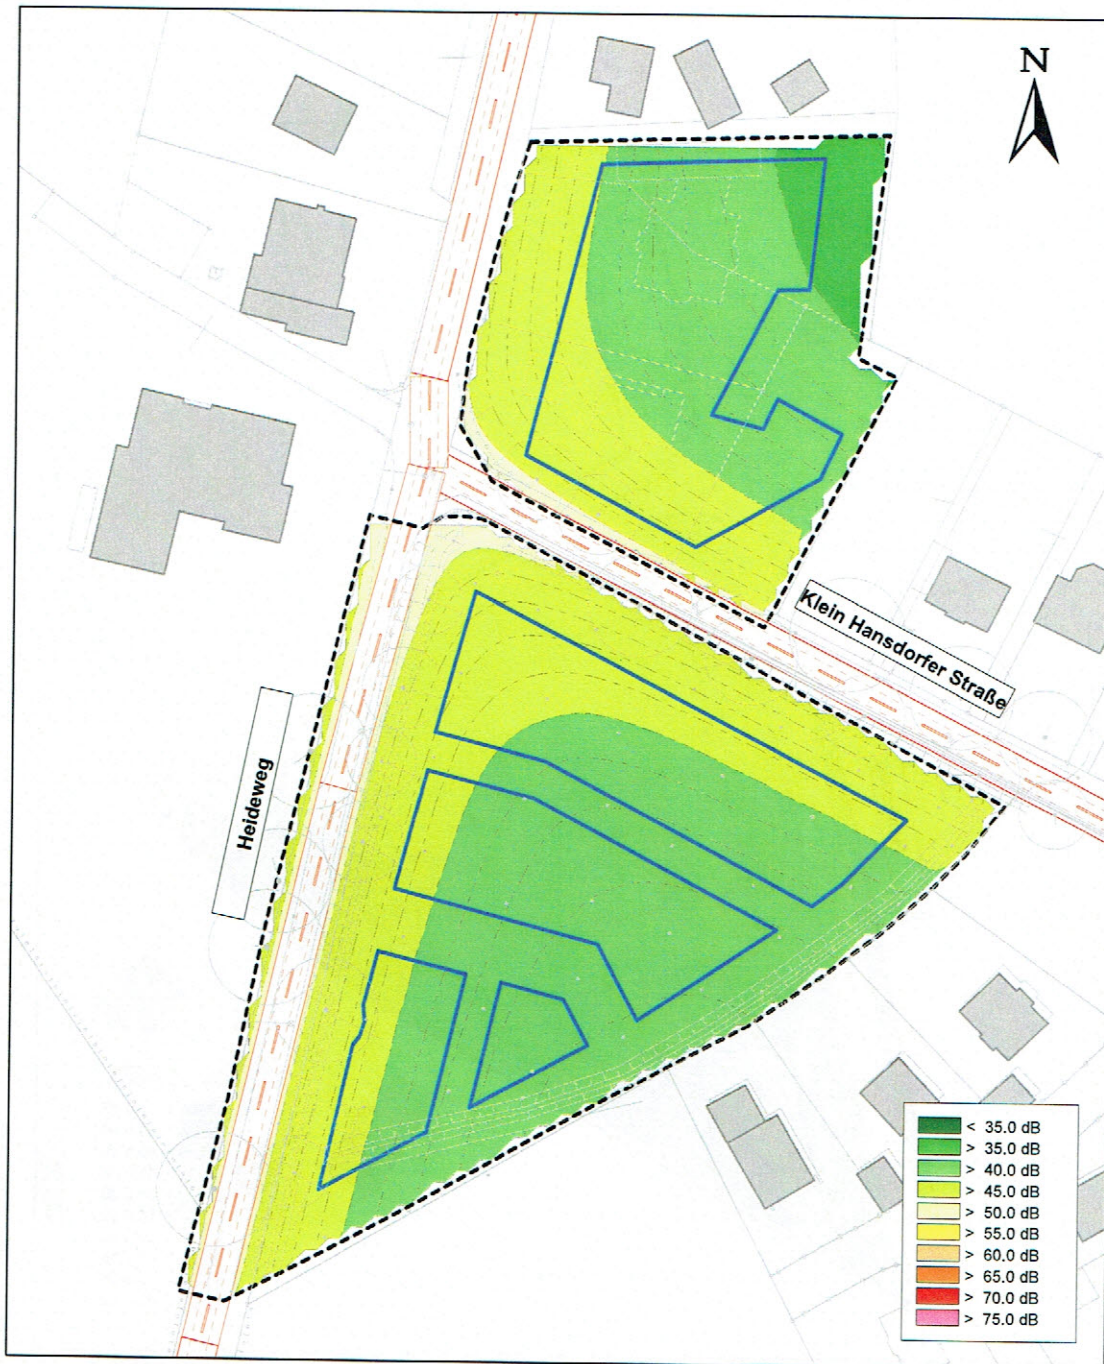 N
Klein Hansdorfer Straße
Heideweg
< 35.0 dB
> 35.0 dB
> 40.0 dB
> 45.0 dB
> 50.0 dB
> 55.0 dB
> 60.0 dB
> 65.0 dB
> 70.0 dB
> 75.0 dB